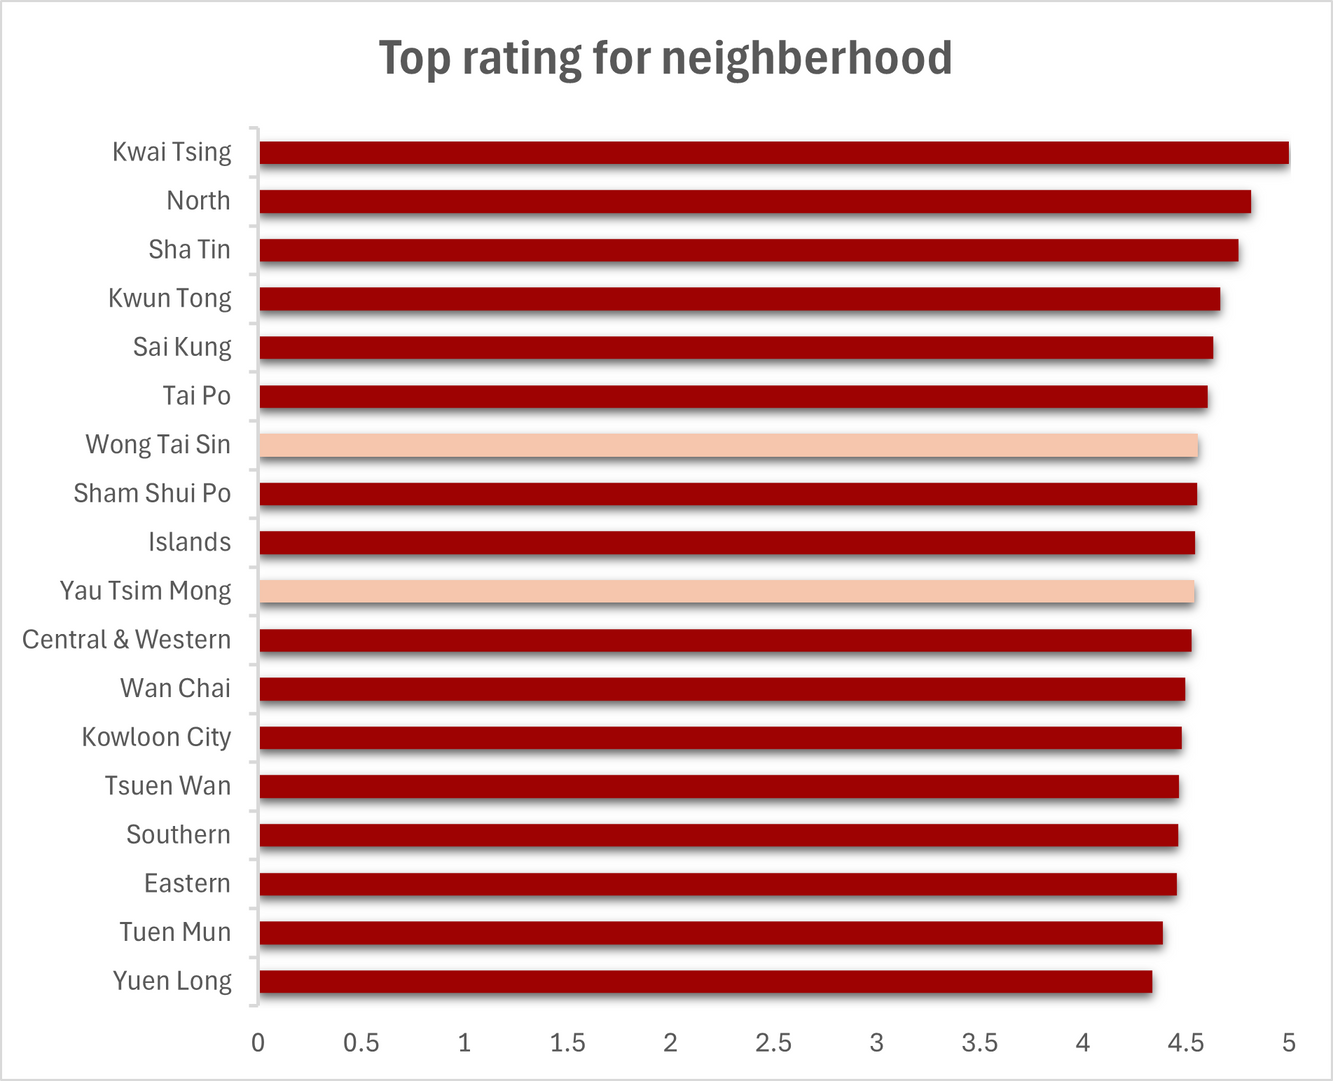 Top rating for neighberhood
Kwai Tsing
North
Sha Tin
Kwun Tong
Sai Kung
Tai Po
Wong Tai Sin
Sham Shui Po
Islands
Yau Tsim Mong
Central & Western
Wan Chai
Kowloon City
Tsuen Wan
Southern
Eastern
Tuen Mun
Yuen Long
0 0.5 1 1.5 2 2.5 3 3.5 4 4.5 5